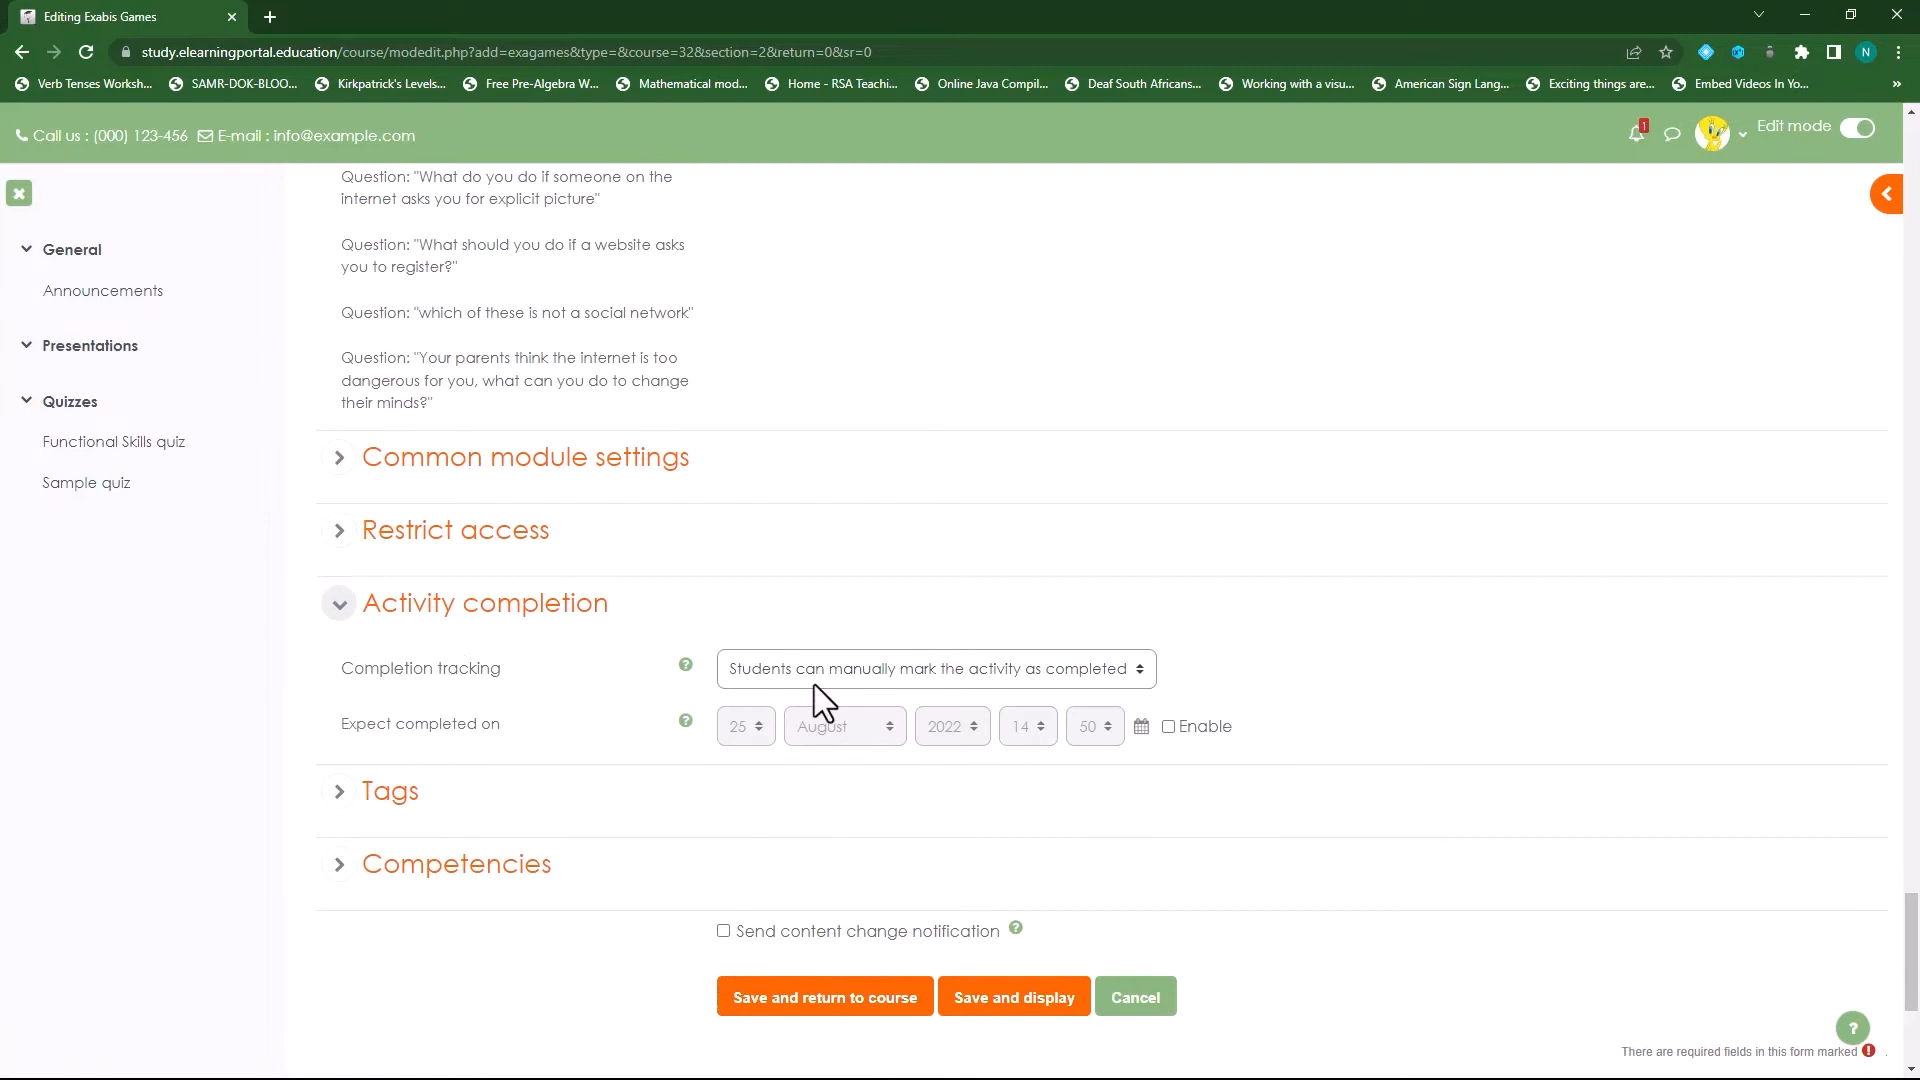 Editing Exabis Games
study.elearningportal.education/course/modedit.php?add=exagames&type=&course=32&section=2&return=0&sr=0
N
Verb Tenses Worksh...
SAMR-DOK-BLOO...
Kirkpatrick's Levels...
Free Pre-Algebra W...
Mathematical mod...
Home - RSA Teachi...
Online Java Compil...
Deaf South Africans...
Working with a visu...
American Sign Lang...
Exciting things are...
Embed Videos In Yo...
»
Call us : (000) 123-456
E-mail : info@example.com
1
Edit mode
General
Announcements
Presentations
Quizzes
Functional Skills quiz
Sample quiz
Question: "What do you do if someone on the
internet asks you for explicit picture"
Question: "What should you do if a website asks
you to register?"
Question: "which of these is not a social network"
Question: "Your parents think the internet is too
dangerous for you, what can you do to change
their minds?"
Common module settings
Restrict access
Activity completion
Completion tracking
?
Students can manually mark the activity as completed
Expect completed on
?
25
August
2022
14
50
Enable
Tags
Competencies
Send content change notification
?
Save and return to course
Save and display
Cancel
?
There are required fields in this form marked
.